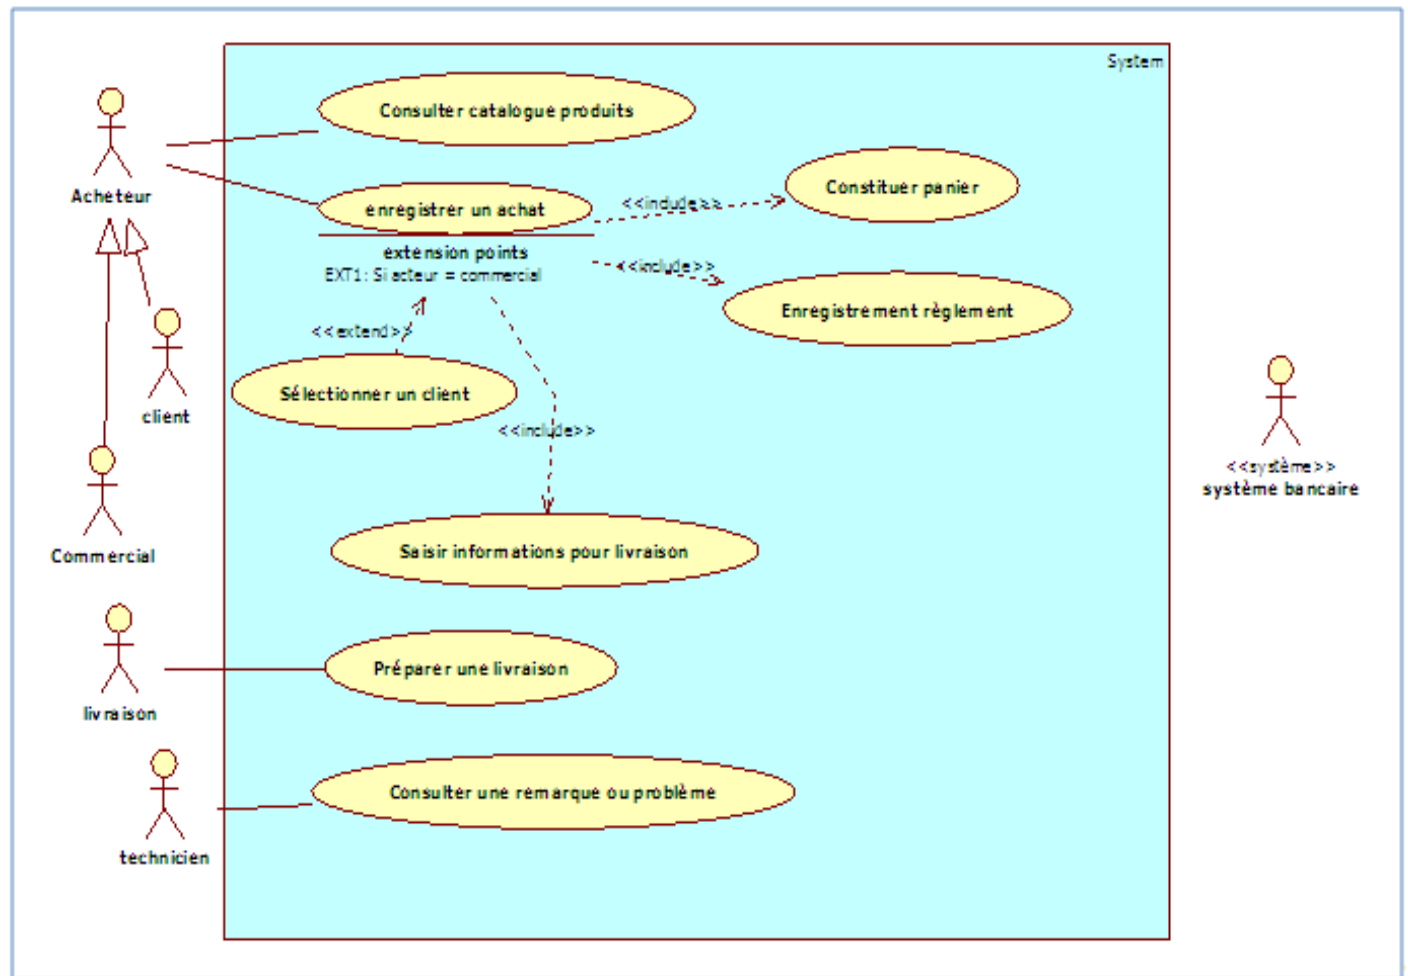 System
Consulter catalogue produits
Acheteur
Constituer panier
<<include>>
enregistrer un achat
extension points
EXT1: Si acteur = commercial
<<include>>
Enregistrement règlement
<<extend>>
Sélectionner un client
client
<<include>>
<<système>>
système bancaire
Commercial
Saisir informations pour livraison
Préparer une livraison
livraison
Consulter une remarque ou problème
technicien